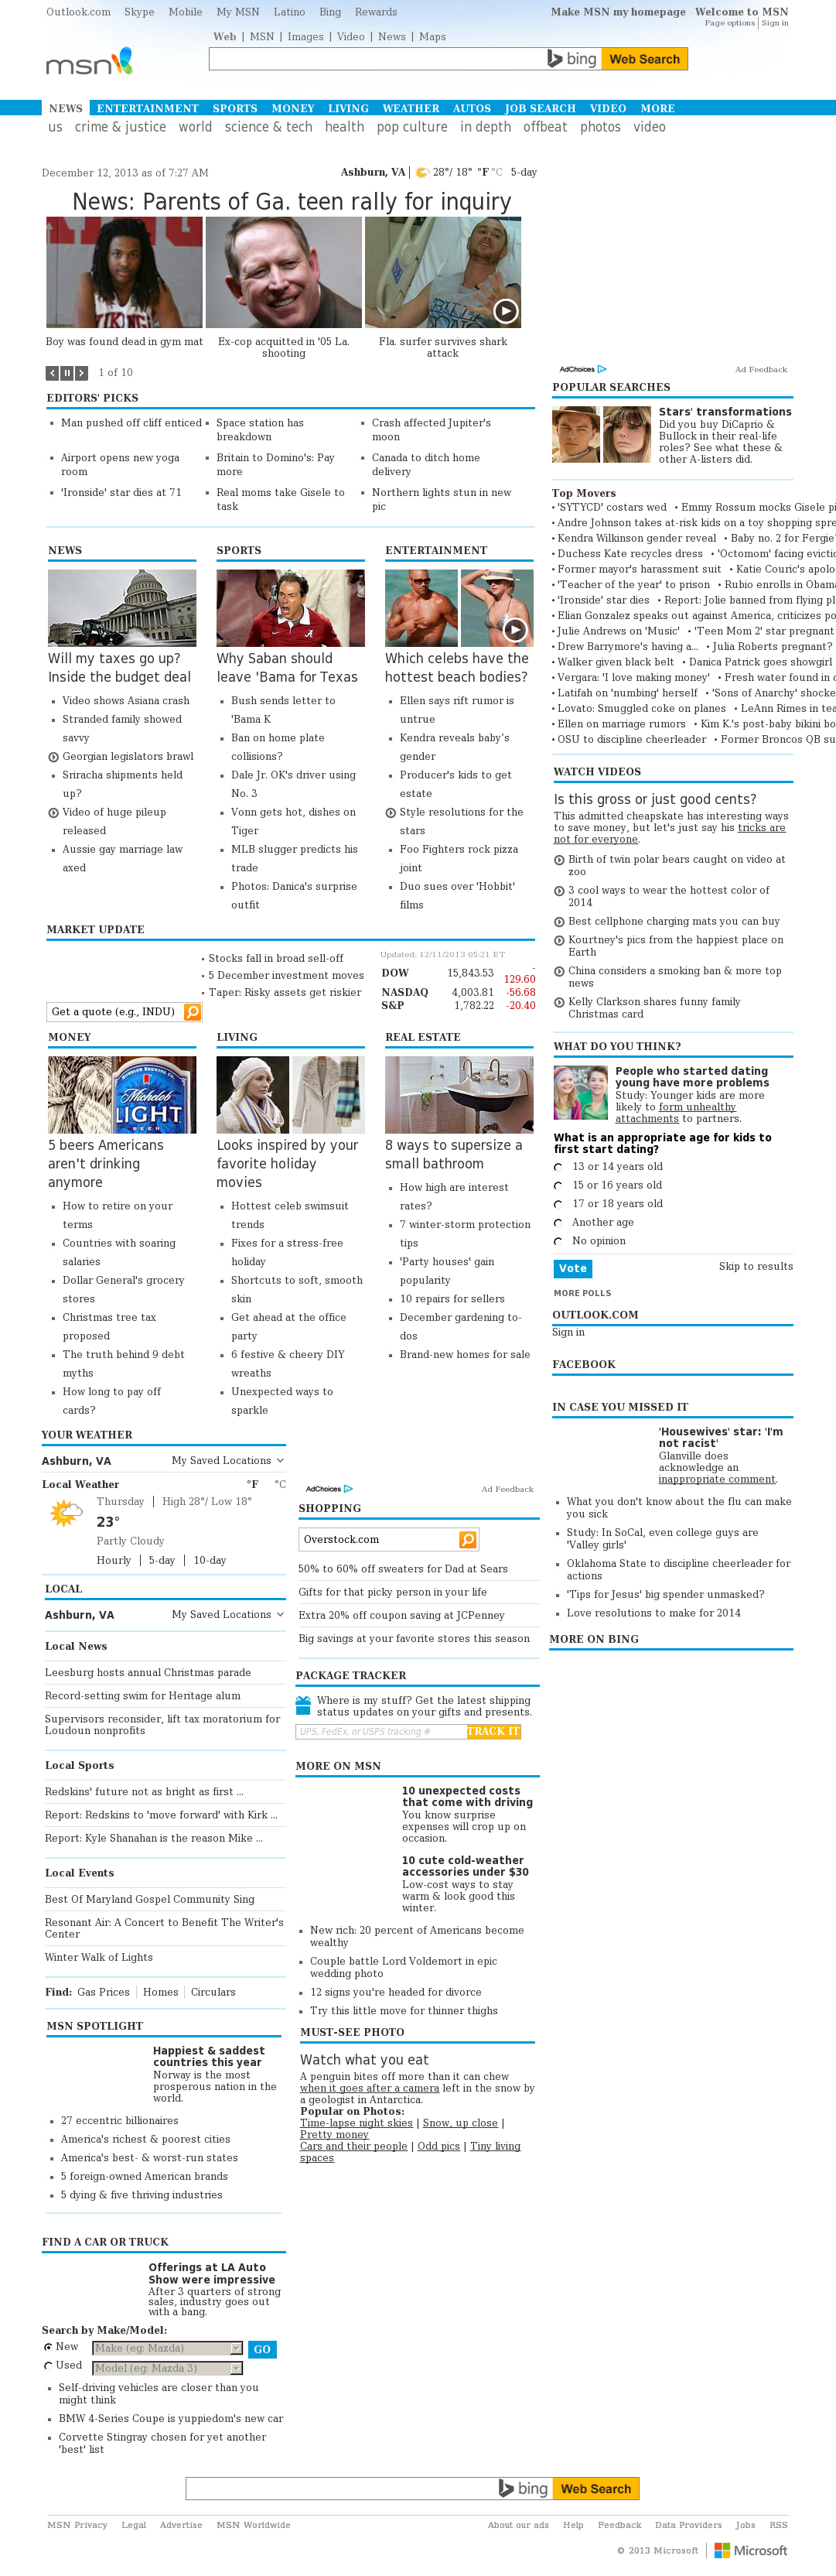 Outlook.com Skype Mobile My MSN Latino Bing Rewards
Make MSN my homepage Welcome to MSN
Page options Sign in
Web | MSN | Images | Video | News | Maps
msn
bing Web Search
NEWS ENTERTAINMENT SPORTS MONEY LIVING WEATHER AUTOS JOB SEARCH VIDEO MORE
us crime & justice world science & tech health pop culture in depth offbeat photos video
December 12, 2013 as of 7:27 AM
Ashburn, VA 28°/ 18° °F °C 5-day
News: Parents of Ga. teen rally for inquiry
Boy was found dead in gym mat
Ex-cop acquitted in '05 La.
shooting
Fla. surfer survives shark
attack
1 of 10
EDITORS' PICKS
Man pushed off cliff enticed
Space station has
breakdown
Crash affected Jupiter's
moon
Airport opens new yoga
room
Britain to Domino's: Pay
more
Canada to ditch home
delivery
'Ironside' star dies at 71
Real moms take Gisele to
task
Northern lights stun in new
pic
NEWS
Will my taxes go up?
Inside the budget deal
Video shows Asiana crash
Stranded family showed
savvy
Georgian legislators brawl
Sriracha shipments held
up?
Video of huge pileup
released
Aussie gay marriage law
axed
SPORTS
Why Saban should
leave 'Bama for Texas
Bush sends letter to
'Bama K
Ban on home plate
collisions?
Dale Jr. OK's driver using
No. 3
Vonn gets hot, dishes on
Tiger
MLB slugger predicts his
trade
Photos: Danica's surprise
outfit
ENTERTAINMENT
Which celebs have the
hottest beach bodies?
Ellen says rift rumor is
untrue
Kendra reveals baby's
gender
Producer's kids to get
estate
Style resolutions for the
stars
Foo Fighters rock pizza
joint
Duo sues over 'Hobbit'
films
MARKET UPDATE
Stocks fall in broad sell-off
5 December investment moves
Taper: Risky assets get riskier
Get a quote (e.g., INDU)
Updated: 12/11/2013 05:21 ET
DOW 15,843.53 -
129.60
NASDAQ 4,003.81 -56.68
S&P 1,782.22 -20.40
MONEY
Michelob
LIGHT
5 beers Americans
aren't drinking
anymore
How to retire on your
terms
Countries with soaring
salaries
Dollar General's grocery
stores
Christmas tree tax
proposed
The truth behind 9 debt
myths
How long to pay off
cards?
LIVING
Looks inspired by your
favorite holiday
movies
Hottest celeb swimsuit
trends
Fixes for a stress-free
holiday
Shortcuts to soft, smooth
skin
Get ahead at the office
party
6 festive & cheery DIY
wreaths
Unexpected ways to
sparkle
REAL ESTATE
8 ways to supersize a
small bathroom
How high are interest
rates?
7 winter-storm protection
tips
'Party houses' gain
popularity
10 repairs for sellers
December gardening to-
dos
Brand-new homes for sale
YOUR WEATHER
Ashburn, VA My Saved Locations
Local Weather °F °C
Thursday | High 28°/ Low 18°
23°
Partly Cloudy
Hourly | 5-day | 10-day
LOCAL
Ashburn, VA My Saved Locations
Local News
Leesburg hosts annual Christmas parade
Record-setting swim for Heritage alum
Supervisors reconsider, lift tax moratorium for
Loudoun nonprofits
Local Sports
Redskins' future not as bright as first ...
Report: Redskins to 'move forward' with Kirk ...
Report: Kyle Shanahan is the reason Mike ...
Local Events
Best Of Maryland Gospel Community Sing
Resonant Air: A Concert to Benefit The Writer's
Center
Winter Walk of Lights
Find: Gas Prices Homes Circulars
MSN SPOTLIGHT
Happiest & saddest
countries this year
Norway is the most
prosperous nation in the
world.
27 eccentric billionaires
America's richest & poorest cities
America's best- & worst-run states
5 foreign-owned American brands
5 dying & five thriving industries
FIND A CAR OR TRUCK
Offerings at LA Auto
Show were impressive
After 3 quarters of strong
sales, industry goes out
with a bang.
Search by Make/Model:
New Make (eg: Mazda) GO
Used Model (eg: Mazda 3)
Self-driving vehicles are closer than you
might think
BMW 4-Series Coupe is yuppiedom's new car
Corvette Stingray chosen for yet another
'best' list
AdChoices Ad Feedback
SHOPPING
Overstock.com
50% to 60% off sweaters for Dad at Sears
Gifts for that picky person in your life
Extra 20% off coupon saving at JCPenney
Big savings at your favorite stores this season
PACKAGE TRACKER
Where is my stuff? Get the latest shipping
status updates on your gifts and presents.
UPS, FedEx, or USPS tracking # TRACK IT
MORE ON MSN
10 unexpected costs
that come with driving
You know surprise
expenses will crop up on
occasion.
10 cute cold-weather
accessories under $30
Low-cost ways to stay
warm & look good this
winter.
New rich: 20 percent of Americans become
wealthy
Couple battle Lord Voldemort in epic
wedding photo
12 signs you're headed for divorce
Try this little move for thinner thighs
MUST-SEE PHOTO
Watch what you eat
A penguin bites off more than it can chew
when it goes after a camera left in the snow by
a geologist in Antarctica.
Popular on Photos:
Time-lapse night skies | Snow, up close |
Pretty money
Cars and their people | Odd pics | Tiny living
spaces
AdChoices Ad Feedback
POPULAR SEARCHES
Stars' transformations
Did you buy DiCaprio &
Bullock in their real-life
roles? See what these &
other A-listers did.
Top Movers
'SYTYCD' costars wed • Emmy Rossum mocks Gisele pi
Andre Johnson takes at-risk kids on a toy shopping spre
Kendra Wilkinson gender reveal • Baby no. 2 for Fergie
Duchess Kate recycles dress • 'Octomom' facing evictio
Former mayor's harassment suit • Katie Couric's apolo
'Teacher of the year' to prison • Rubio enrolls in Obama
'Ironside' star dies • Report: Jolie banned from flying pl
Elian Gonzalez speaks out against America, criticizes po
Julie Andrews on 'Music' • 'Teen Mom 2' star pregnant
Drew Barrymore's having a... • Julia Roberts pregnant?
Walker given black belt • Danica Patrick goes showgirl
Vergara: 'I love making money' • Fresh water found in o
Latifah on 'numbing' herself • 'Sons of Anarchy' shocke
Lovato: Smuggled coke on planes • LeAnn Rimes in tea
Ellen on marriage rumors • Kim K.'s post-baby bikini bo
OSU to discipline cheerleader • Former Broncos QB su
WATCH VIDEOS
Is this gross or just good cents?
This admitted cheapskate has interesting ways
to save money, but let's just say his tricks are
not for everyone.
Birth of twin polar bears caught on video at
zoo
3 cool ways to wear the hottest color of
2014
Best cellphone charging mats you can buy
Kourtney's pics from the happiest place on
Earth
China considers a smoking ban & more top
news
Kelly Clarkson shares funny family
Christmas card
WHAT DO YOU THINK?
People who started dating
young have more problems
Study: Younger kids are more
likely to form unhealthy
attachments to partners.
What is an appropriate age for kids to
first start dating?
13 or 14 years old
15 or 16 years old
17 or 18 years old
Another age
No opinion
Vote Skip to results
MORE POLLS
OUTLOOK.COM
Sign in
FACEBOOK
IN CASE YOU MISSED IT
'Housewives' star: 'I'm
not racist'
Glanville does
acknowledge an
inappropriate comment.
What you don't know about the flu can make
you sick
Study: In SoCal, even college guys are
'Valley girls'
Oklahoma State to discipline cheerleader for
actions
'Tips for Jesus' big spender unmasked?
Love resolutions to make for 2014
MORE ON BING
bing Web Search
MSN Privacy Legal Advertise MSN Worldwide
About our ads Help Feedback Data Providers Jobs RSS
© 2013 Microsoft Microsoft